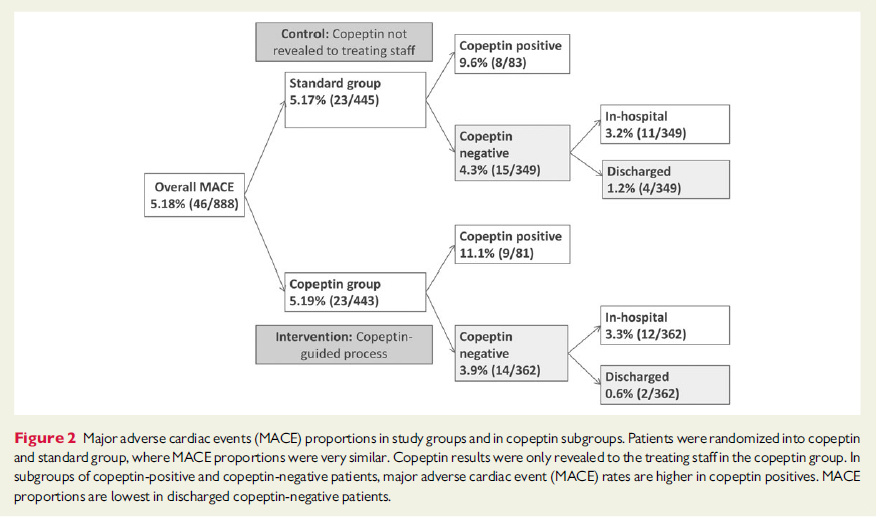 Control: Copeptin not
revealed to treating staff
Copeptin positive
9.6% (8/83)
Standard group
5.17% (23/445)
In-hospital
3.2% (11/349)
Copeptin
negative
4.3% (15/349)
Discharged
1.2% (4/349)
Overall MACE
5.18% (46/888)
Copeptin positive
11.1% (9/81)
Copeptin group
5.19% (23/443)
In-hospital
3.3% (12/362)
Intervention: Copeptin-
guided process
Copeptin
negative
3.9% (14/362)
Discharged
0.6% (2/362)
Figure 2 Major adverse cardiac events (MACE) proportions in study groups and in copeptin subgroups. Patients were randomized into copeptin
and standard group, where MACE proportions were very similar. Copeptin results were only revealed to the treating staff in the copeptin group. In
subgroups of copeptin-positive and copeptin-negative patients, major adverse cardiac event (MACE) rates are higher in copeptin positives. MACE
proportions are lowest in discharged copeptin-negative patients.